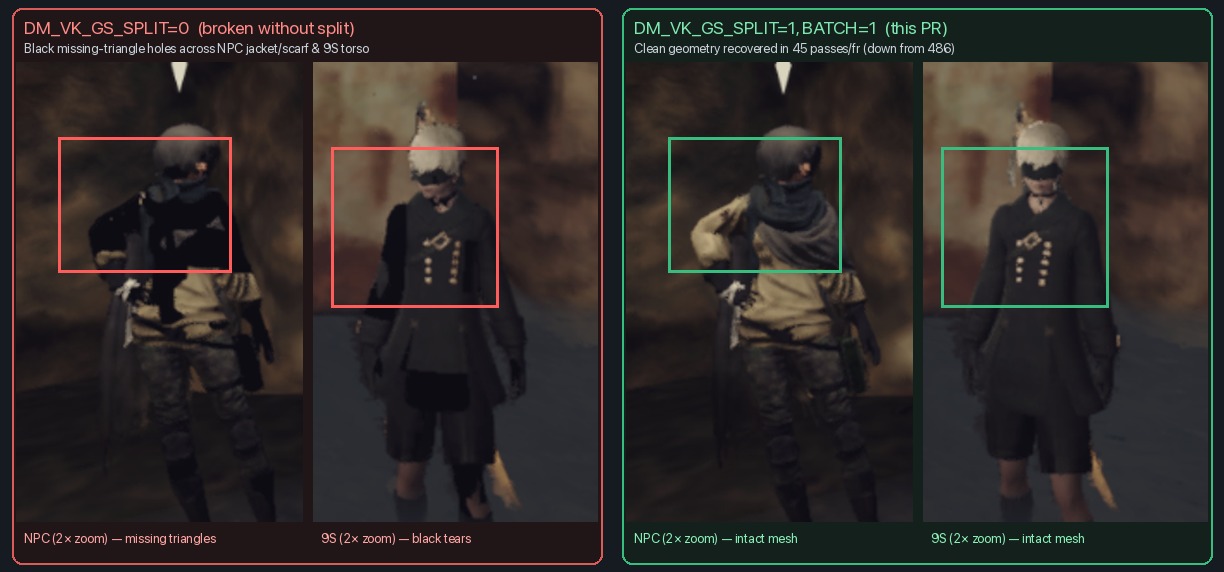 DM_VK_GS_SPLIT=0 (broken without split)
Black missing-triangle holes across NPC jacket/scarf & 9S torso
NPC (2× zoom) — missing triangles
9S (2× zoom) — black tears
DM_VK_GS_SPLIT=1, BATCH=1 (this PR)
Clean geometry recovered in 45 passes/fr (down from 486)
NPC (2× zoom) — intact mesh
9S (2× zoom) — intact mesh